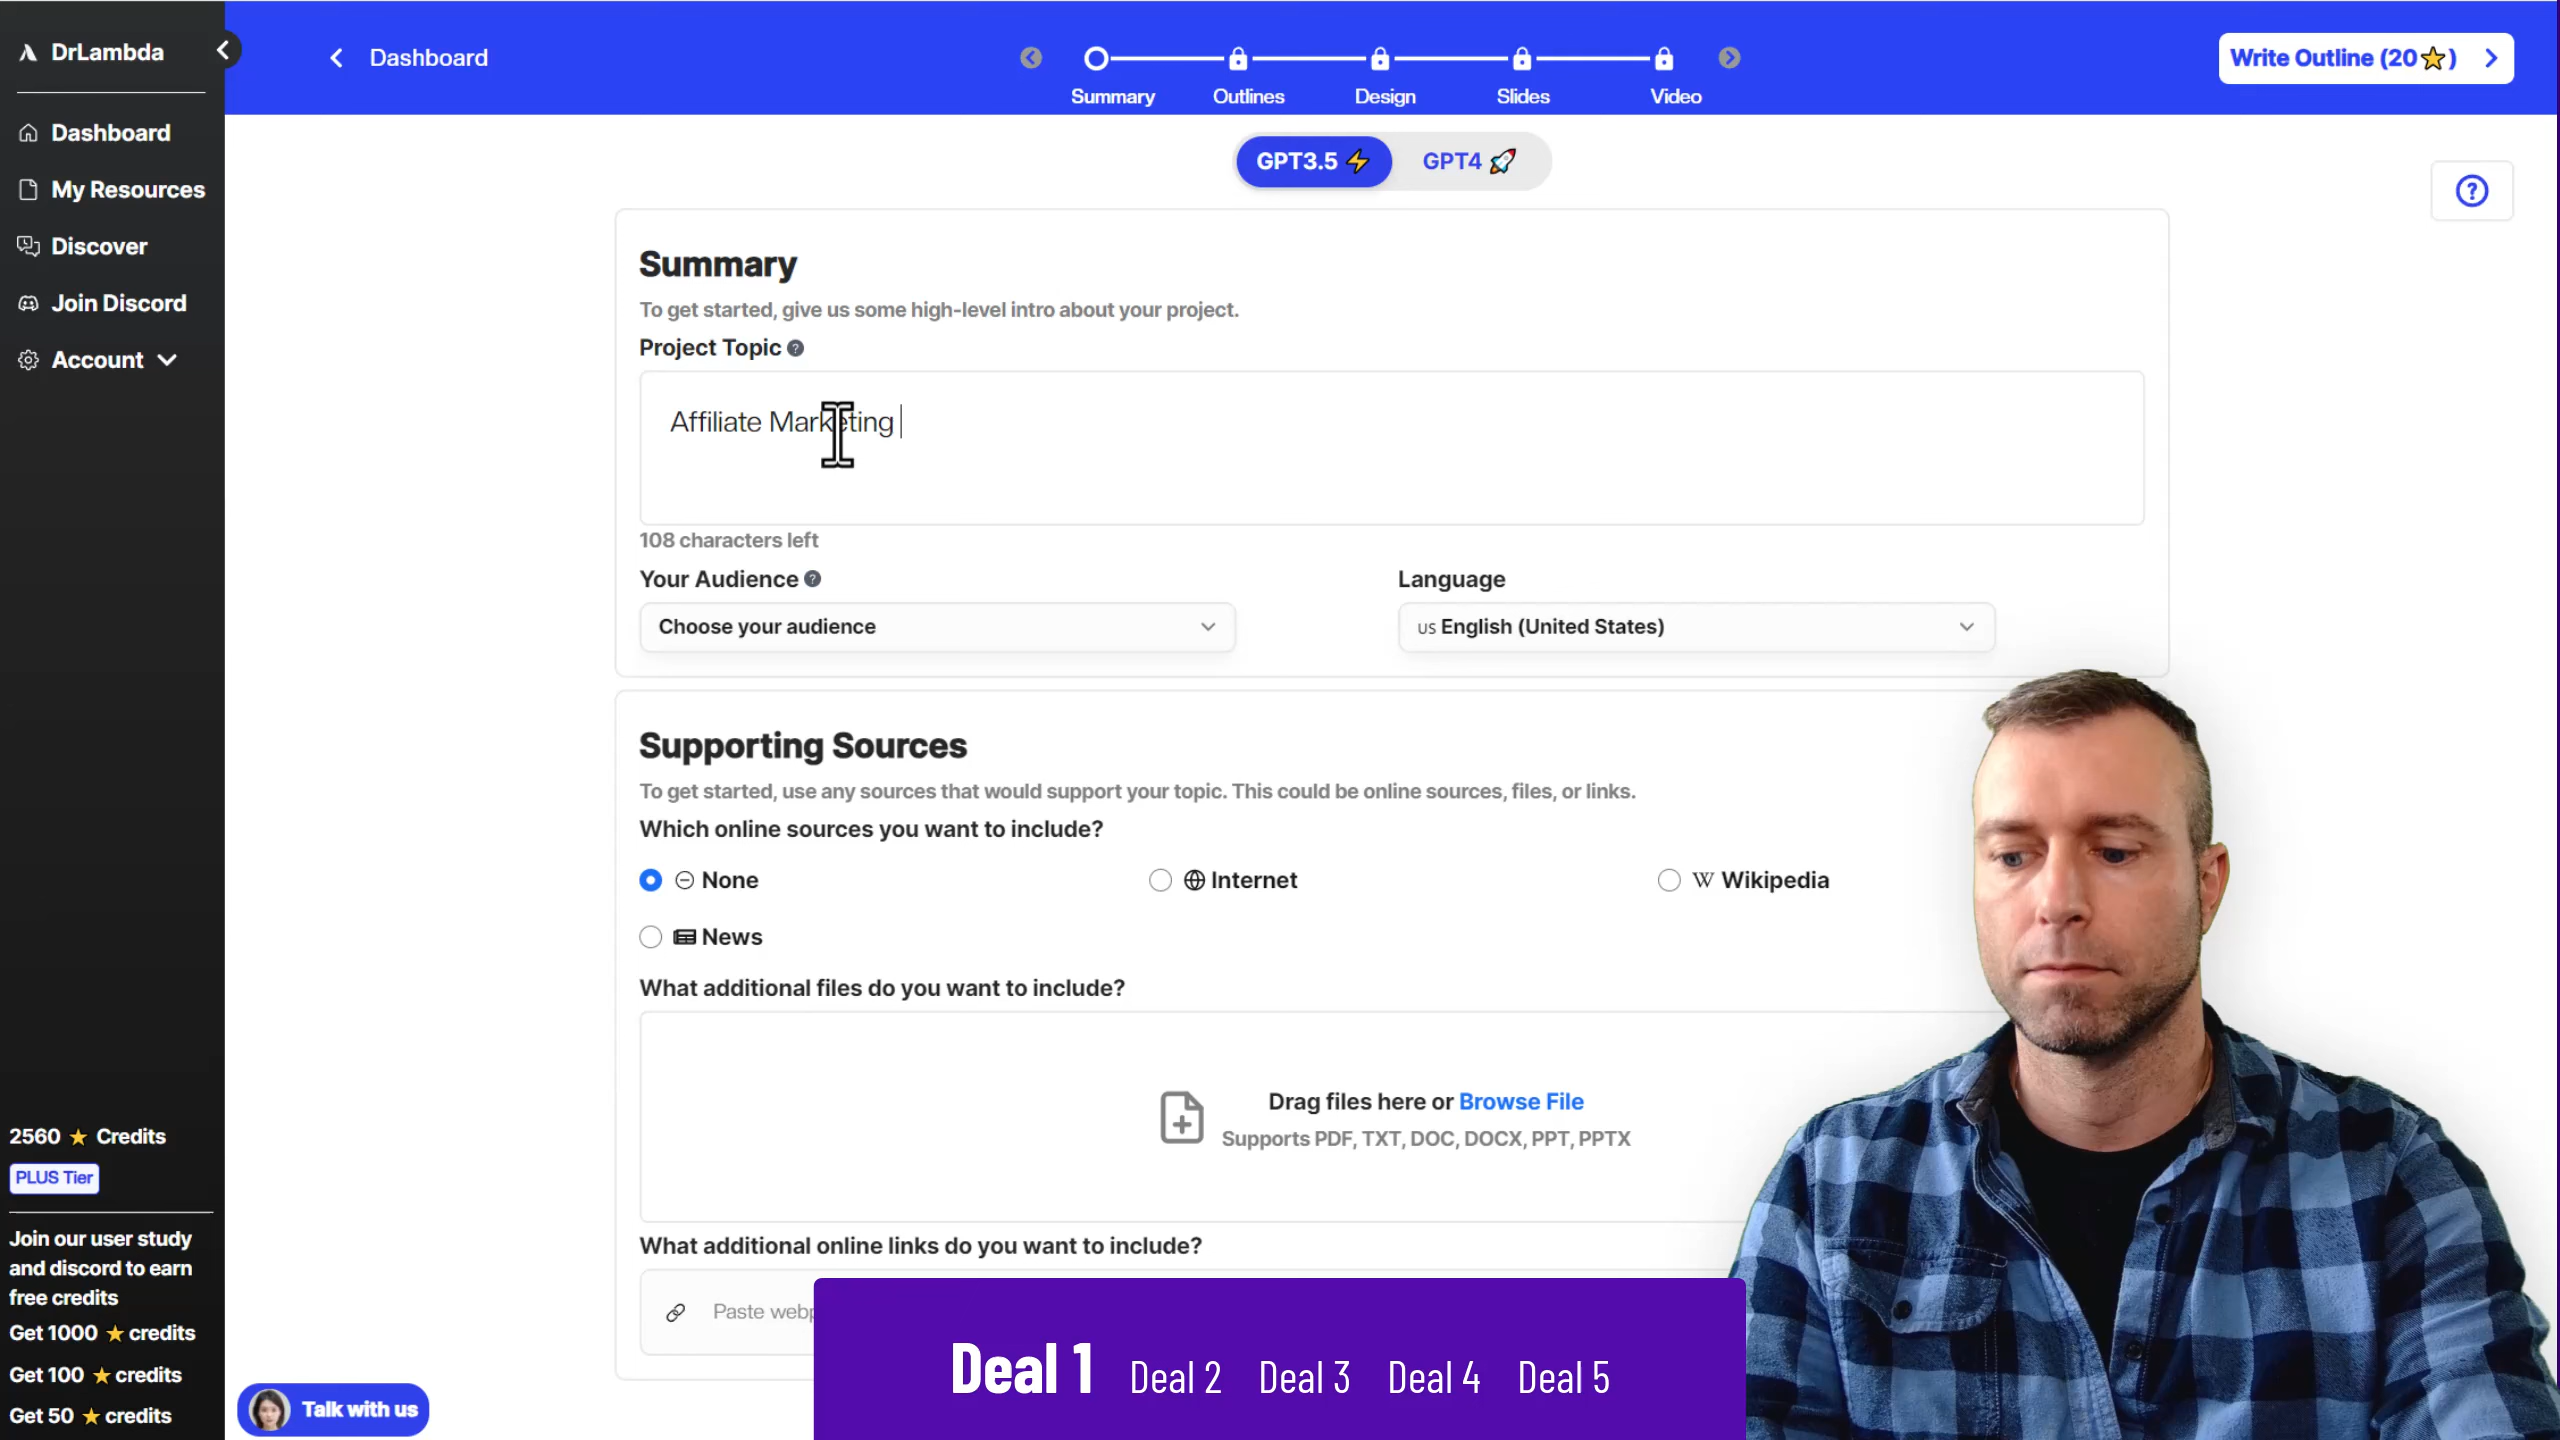 DrLambda
Dashboard
My Resources
Discover
Join Discord
Account
2560 ⭐ Credits
PLUS Tier
Join our user study
and discord to earn
free credits
Get 1000 ⭐ credits
Get 100 ⭐ credits
Get 50 ⭐ credits
Dashboard
Summary
Outlines
Design
Slides
Video
Write Outline (20⭐)
GPT3.5 ⚡
GPT4 🚀
Summary
To get started, give us some high-level intro about your project.
Project Topic
Affiliate Marketing
108 characters left
Your Audience
Language
Choose your audience
US English (United States)
Supporting Sources
To get started, use any sources that would support your topic. This could be online sources, files, or links.
Which online sources you want to include?
None
Internet
W Wikipedia
News
What additional files do you want to include?
Drag files here or Browse File
Supports PDF, TXT, DOC, DOCX, PPT, PPTX
What additional online links do you want to include?
Paste
Talk with us
Deal 1 Deal 2 Deal 3 Deal 4 Deal 5